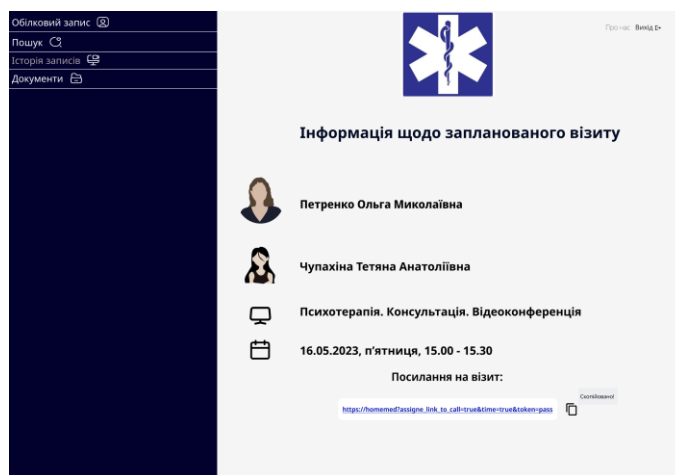 Обілковий запис
Про нас Вихід
Пошук
Історія записів
Документи
Інформація щодо запланованого візиту
Петренко Ольга Миколаївна
Чупахіна Тетяна Анатоліївна
Психотерапія. Консультація. Відеоконференція
16.05.2023, п’ятниця, 15.00 - 15.30
Посилання на візит:
Скопійовано!
https://homemed?assigne_link_to_call=true&time=true&token=pass